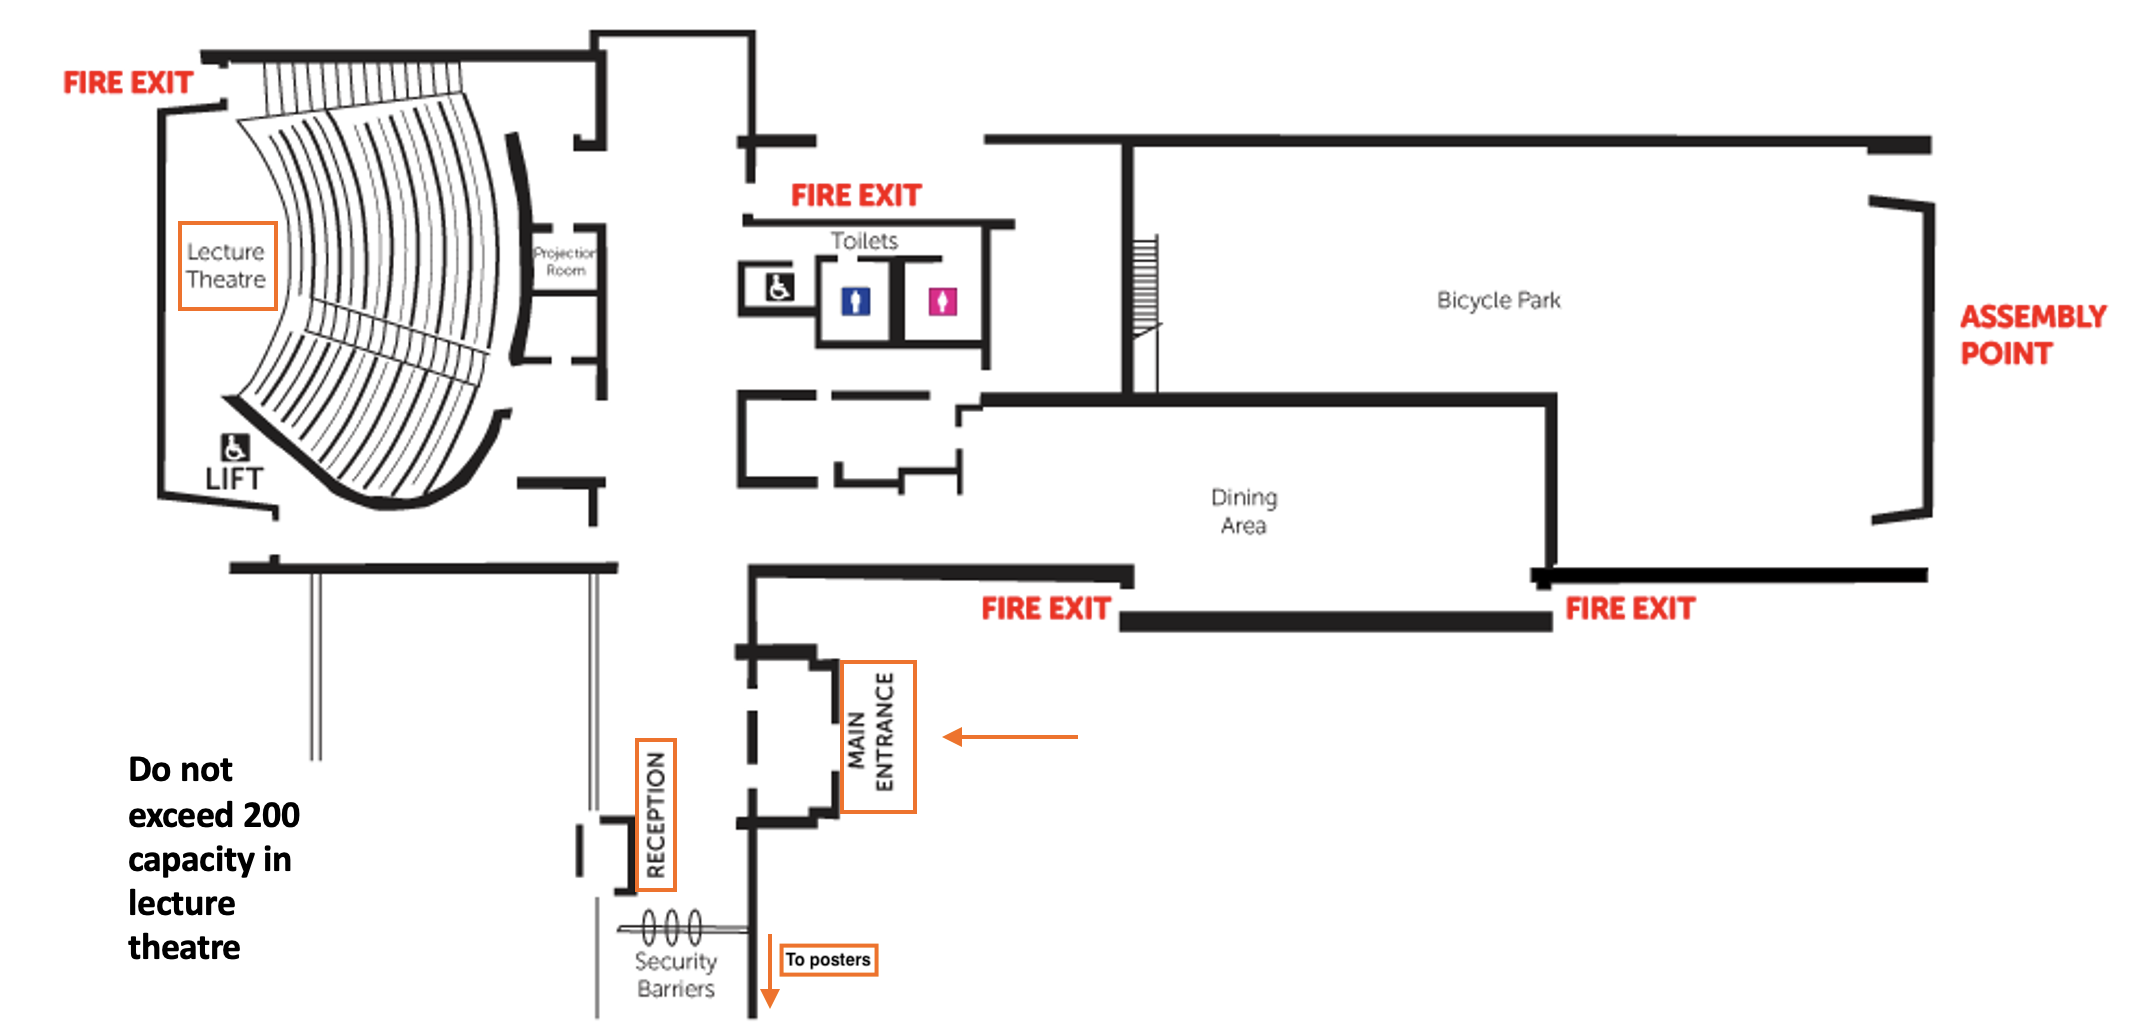 FIRE EXIT
FIRE EXIT
Toilets
Lecture
Theatre
Projection
Room
Bicycle Park
ASSEMBLY
POINT
LIFT
Dining
Area
FIRE EXIT
FIRE EXIT
MAIN
ENTRANCE
RECEPTION
Do not
exceed 200
capacity in
lecture
theatre
To posters
Security
Barriers